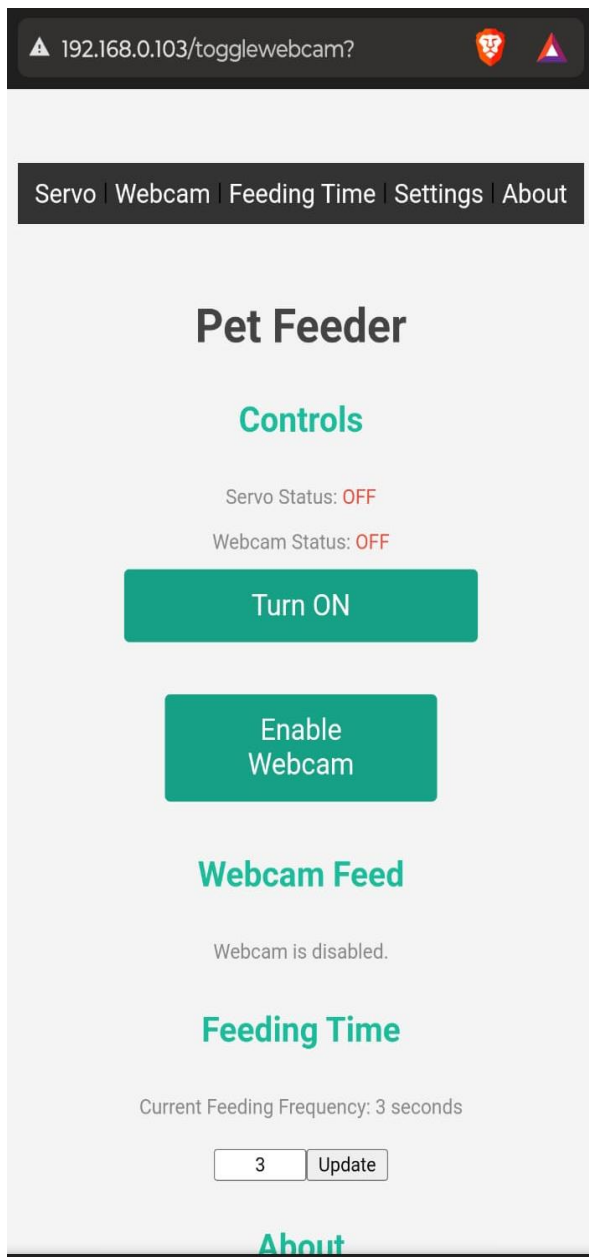 192.168.0.103/togglewebcam?
Servo | Webcam | Feeding Time | Settings | About
Pet Feeder
Controls
Servo Status: OFF
Webcam Status: OFF
Turn ON
Enable
Webcam
Webcam Feed
Webcam is disabled.
Feeding Time
Current Feeding Frequency: 3 seconds
3 Update
About